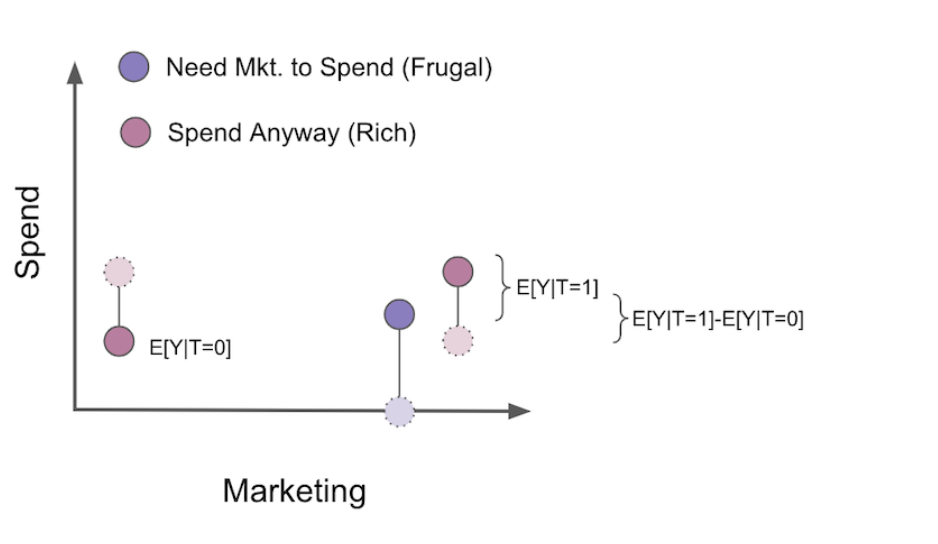 Need Mkt. to Spend (Frugal)
Spend Anyway (Rich)
Spend
E[Y|T=1]
E[Y|T=1]-E[Y|T=0]
E[Y|T=0]
Marketing